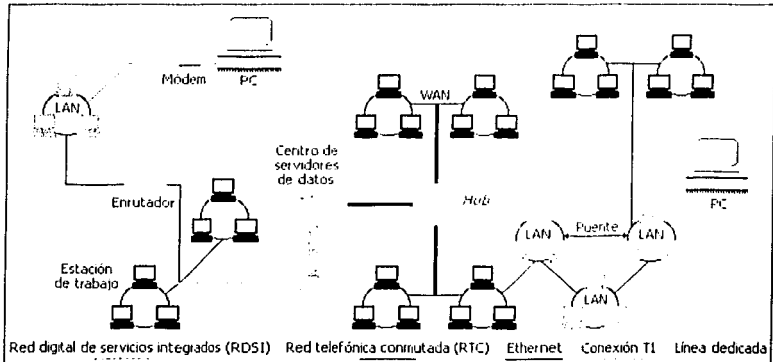 LAN
Módem
PC
WAN
Centro de
servidores
de datos
Hub
Enrutador
PC
LAN
Puente
LAN
Estación
de trabajo
LAN
Red digital de servicios integrados (RDSI)
Red telefónica conmutada (RTC)
Ethernet
Conexión T1
Línea dedicada